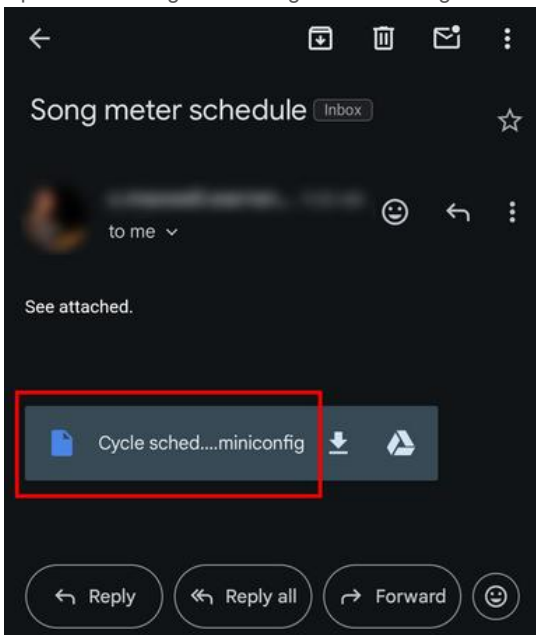 Song meter schedule Inbox
to me
See attached.
Cycle sched....miniconfig
Reply
Reply all
Forward